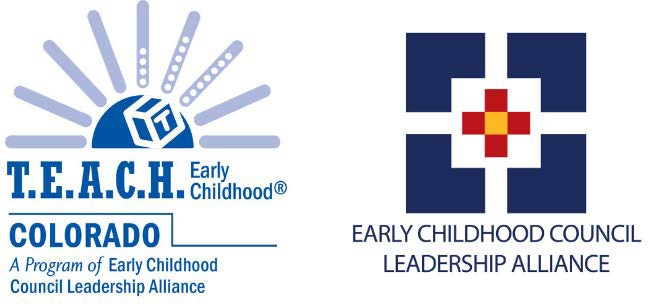 T
T.E.A.C.H. Early
Childhood®
COLORADO
A Program of Early Childhood
Council Leadership Alliance
EARLY CHILDHOOD COUNCIL
LEADERSHIP ALLIANCE